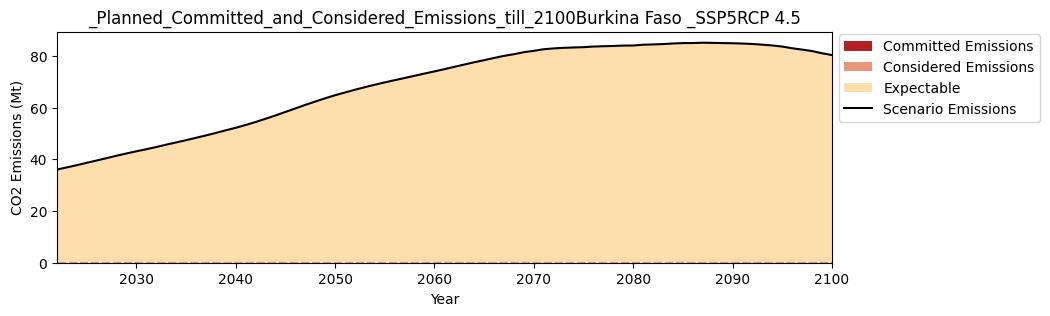 _Planned_Committed_and_Considered_Emissions_till_2100Burkina Faso _SSP5RCP 4.5
CO2 Emissions (Mt)
80
60
40
20
0
2030 2040 2050 2060 2070 2080 2090 2100
Year
Committed Emissions
Considered Emissions
Expectable
Scenario Emissions